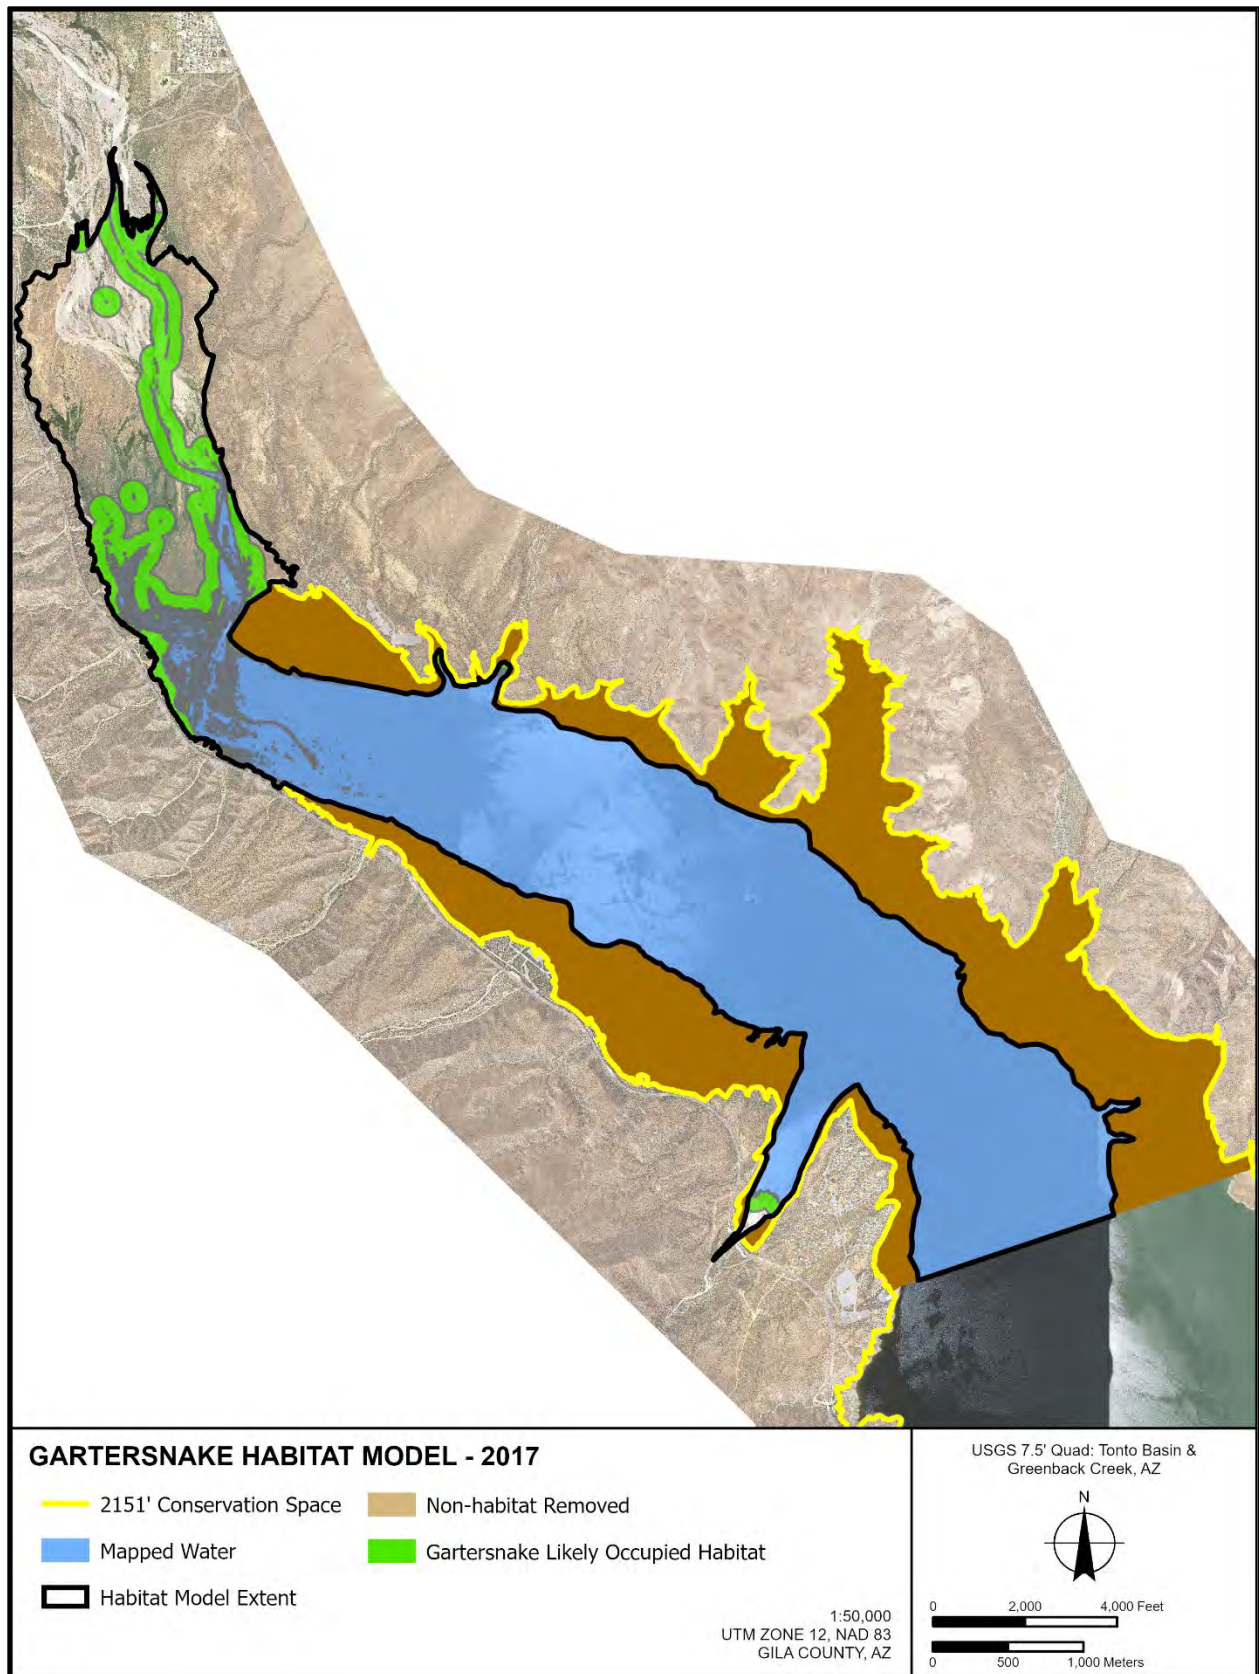 GARTERSNAKE HABITAT MODEL - 2017
2151' Conservation Space
Non-habitat Removed
Mapped Water
Gartersnake Likely Occupied Habitat
Habitat Model Extent
1:50,000
UTM ZONE 12, NAD 83
GILA COUNTY, AZ
USGS 7.5' Quad: Tonto Basin &
Greenback Creek, AZ
N
0 2,000 4,000 Feet
0 500 1,000 Meters